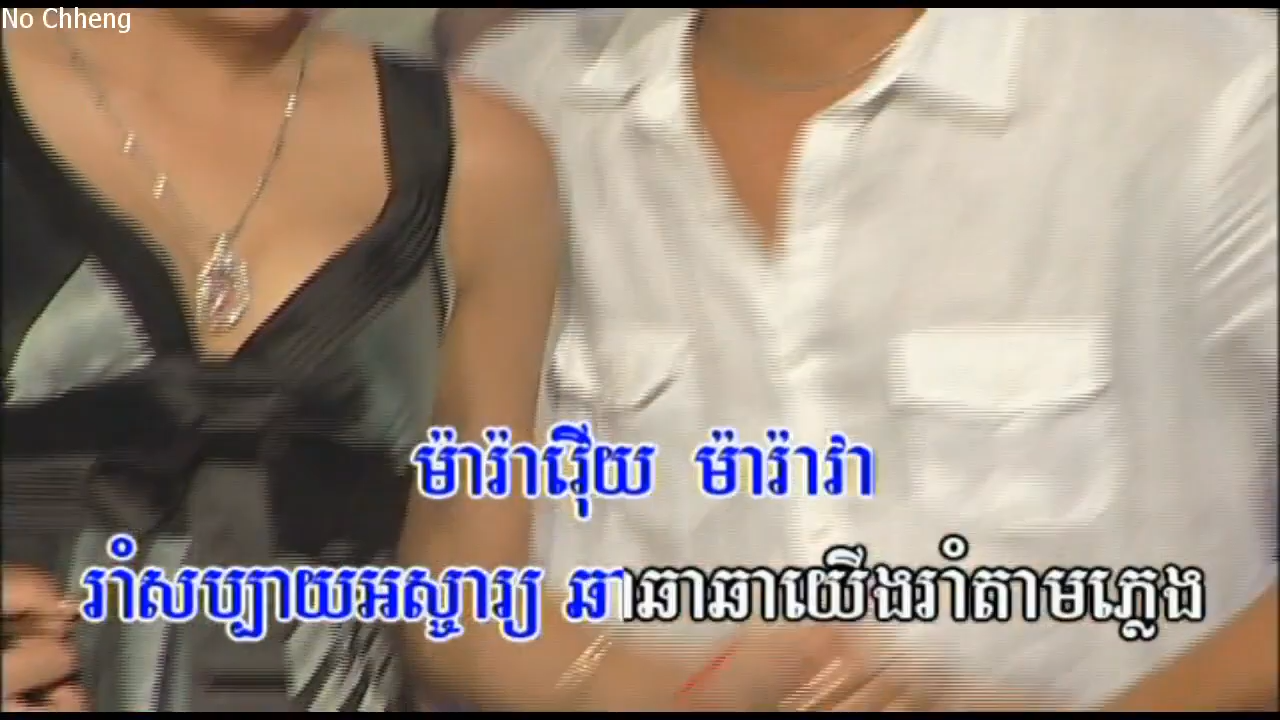 No Chheng
ម៉ារ៉ាវ៉ើយ ម៉ារ៉ាវា
រាំសប្បាយអស្ចារ្យ ឆាឆាឆាយើងរាំតាមភ្លេង